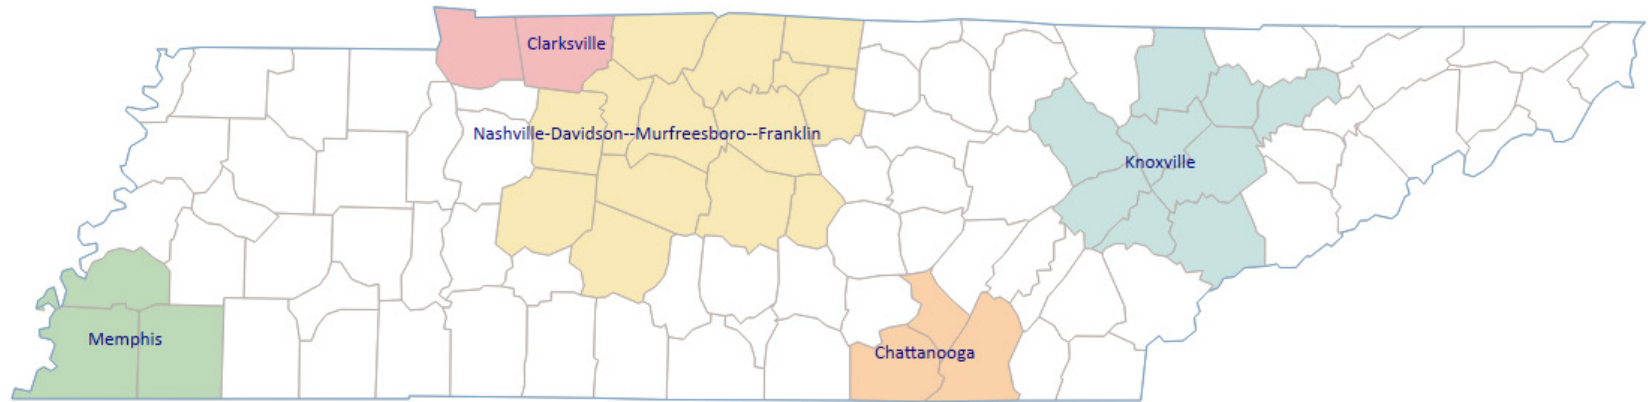 Clarksville
Nashville-Davidson--Murfreesboro--Franklin
Knoxville
Memphis
Chattanooga